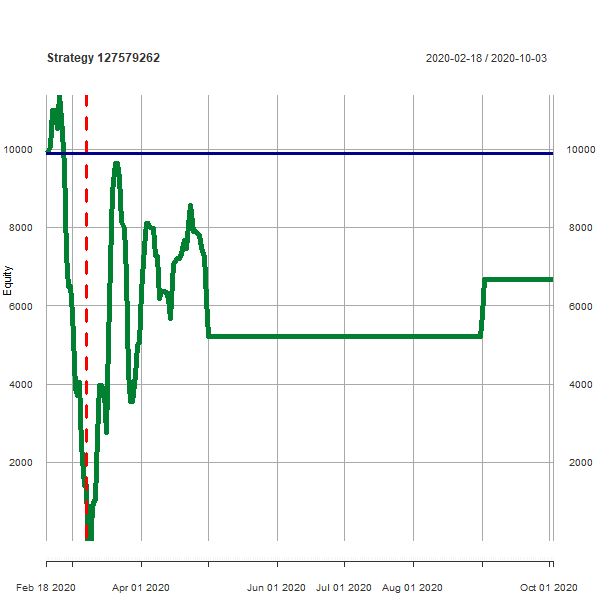 Strategy 127579262
2020-02-18 / 2020-10-03
10000
10000
8000
8000
Equity
6000
6000
4000
4000
2000
2000
Feb 18 2020
Apr 01 2020
Jun 01 2020
Jul 01 2020
Aug 01 2020
Oct 01 2020